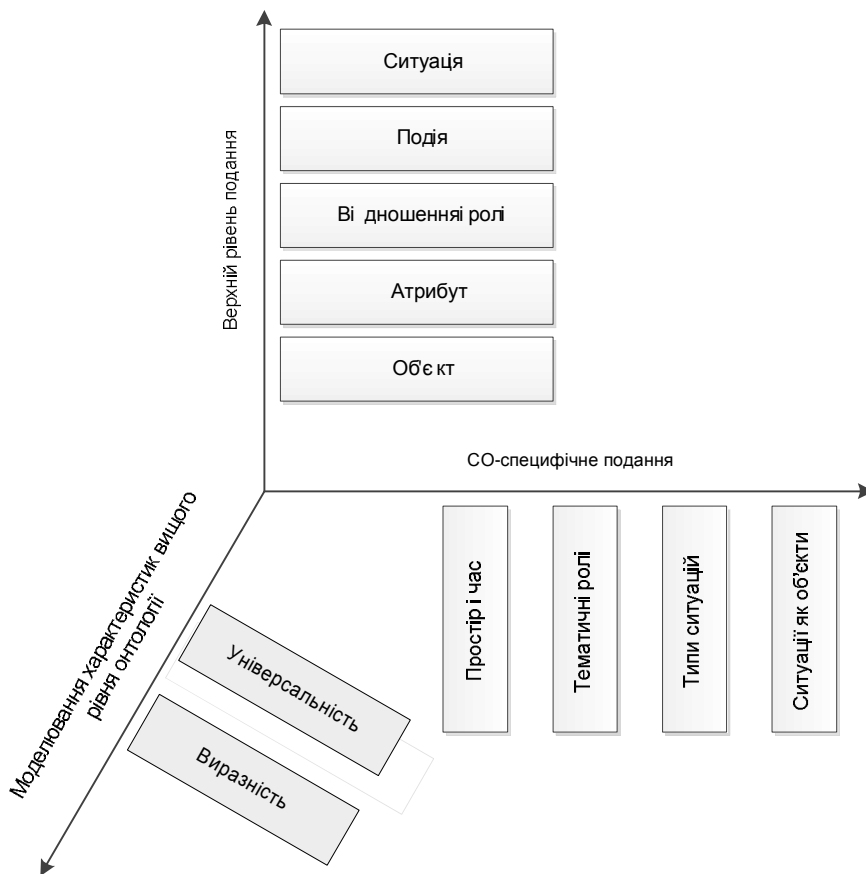 Ситуація
Подія
Ві дношенняі ролі
Атрибут
Об'є кт
Верхній рівень подання
СО-специфічне подання
Простір і час
Тематичні ролі
Типи ситуацій
Ситуації як об'єкти
Моделювання характеристик вищого
рівня онтології
Універсальність
Виразність